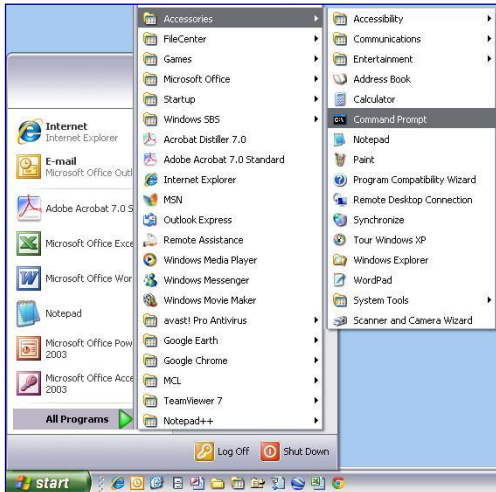 Internet
Internet Explorer
E-mail
Microsoft Office Outl
Adobe Acrobat 7.0 S
Microsoft Office Exce
Microsoft Office Wor
Notepad
Microsoft Office Pow
2003
Microsoft Office Acce
2003
All Programs
Accessories
FileCenter
Games
Microsoft Office
Startup
Windows SBS
Acrobat Distiller 7.0
Adobe Acrobat 7.0 Standard
Internet Explorer
MSN
Outlook Express
Remote Assistance
Windows Media Player
Windows Messenger
Windows Movie Maker
avast! Pro Antivirus
Google Earth
Google Chrome
MCL
TeamViewer 7
Notepad++
Accessibility
Communications
Entertainment
Address Book
Calculator
Command Prompt
Notepad
Paint
Program Compatibility Wizard
Remote Desktop Connection
Synchronize
Tour Windows XP
Windows Explorer
WordPad
System Tools
Scanner and Camera Wizard
Log Off
Shut Down
start